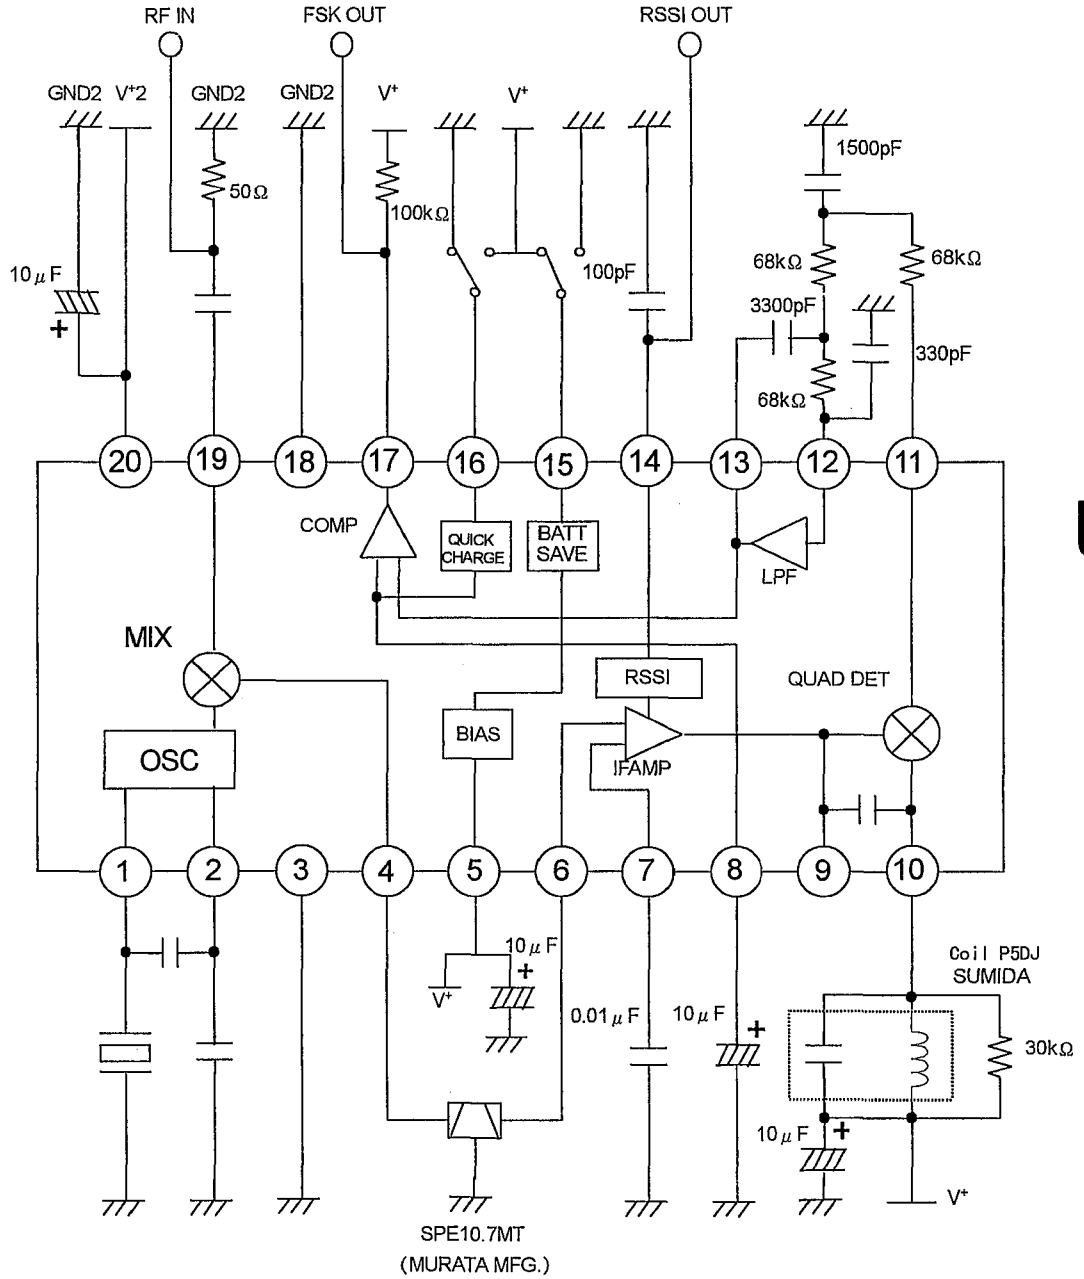 RF IN
FSK OUT
RSSI OUT
GND2
V+2
GND2
GND2
V+
V+
1500pF
50Ω
100kΩ
10μF
+
100pF
68kΩ
68kΩ
3300pF
330pF
68kΩ
20
19
18
17
16
15
14
13
12
11
COMP
QUICK
CHARGE
BATT
SAVE
LPF
MIX
RSSI
QUAD DET
OSC
BIAS
IFAMP
1
2
3
4
5
6
7
8
9
10
10μF
+
V+
0.01μF
10μF
+
Coil P5DJ
SUMIDA
30kΩ
10μF
+
V+
SPE10.7MT
(MURATA MFG.)